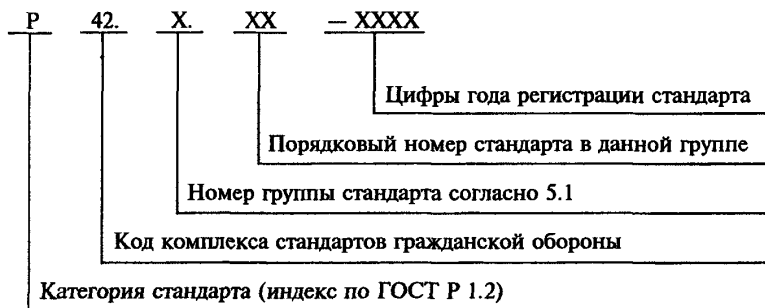 Р 42. Х. ХХ — ХХХХ
Цифры года регистрации стандарта
Порядковый номер стандарта в данной группе
Номер группы стандарта согласно 5.1
Код комплекса стандартов гражданской обороны
Категория стандарта (индекс по ГОСТ Р 1.2)